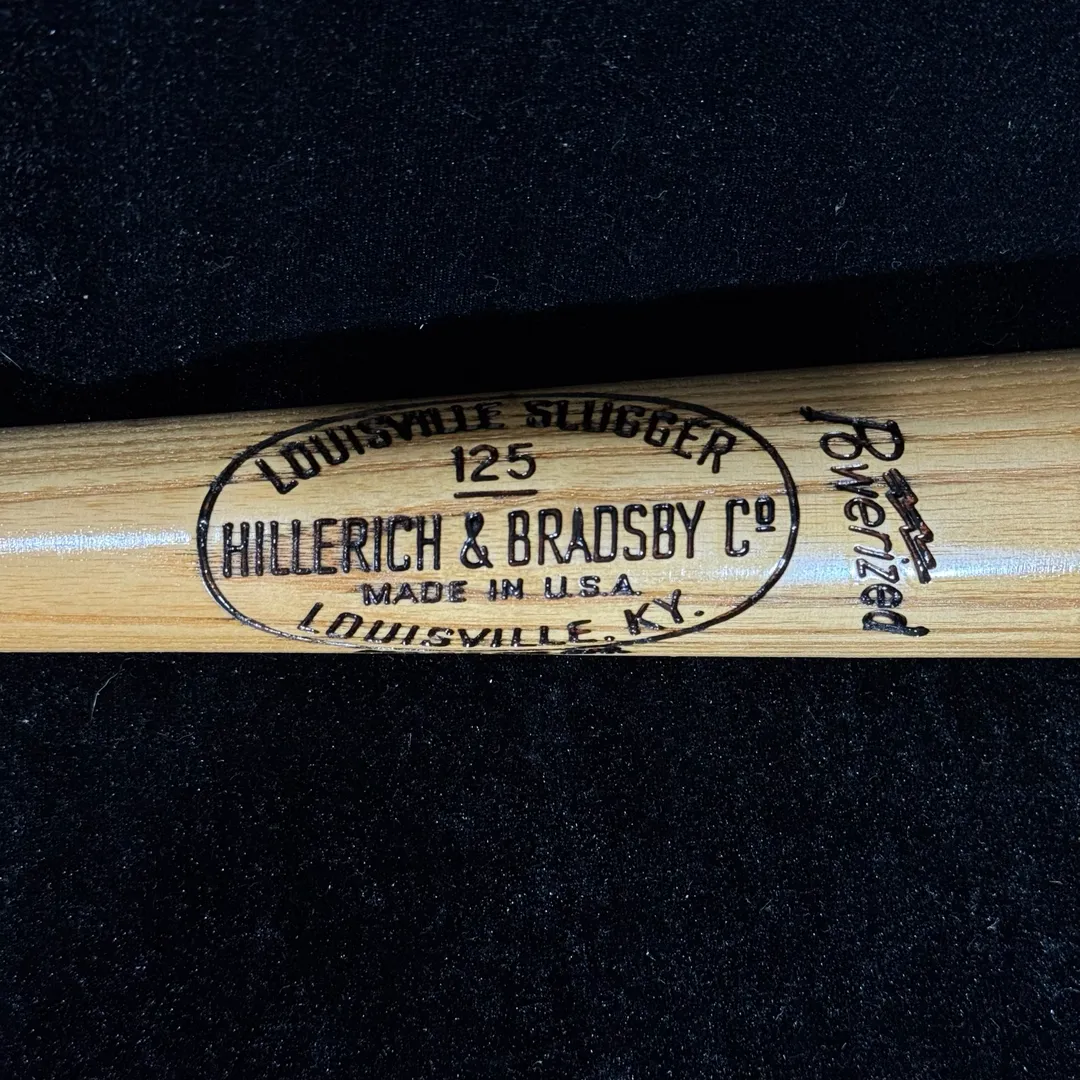 LOUISVILLE SLUGGER
125
HILLERICH & BRADSBY Cº
MADE IN U.S.A.
LOUISVILLE. KY.
Powerized